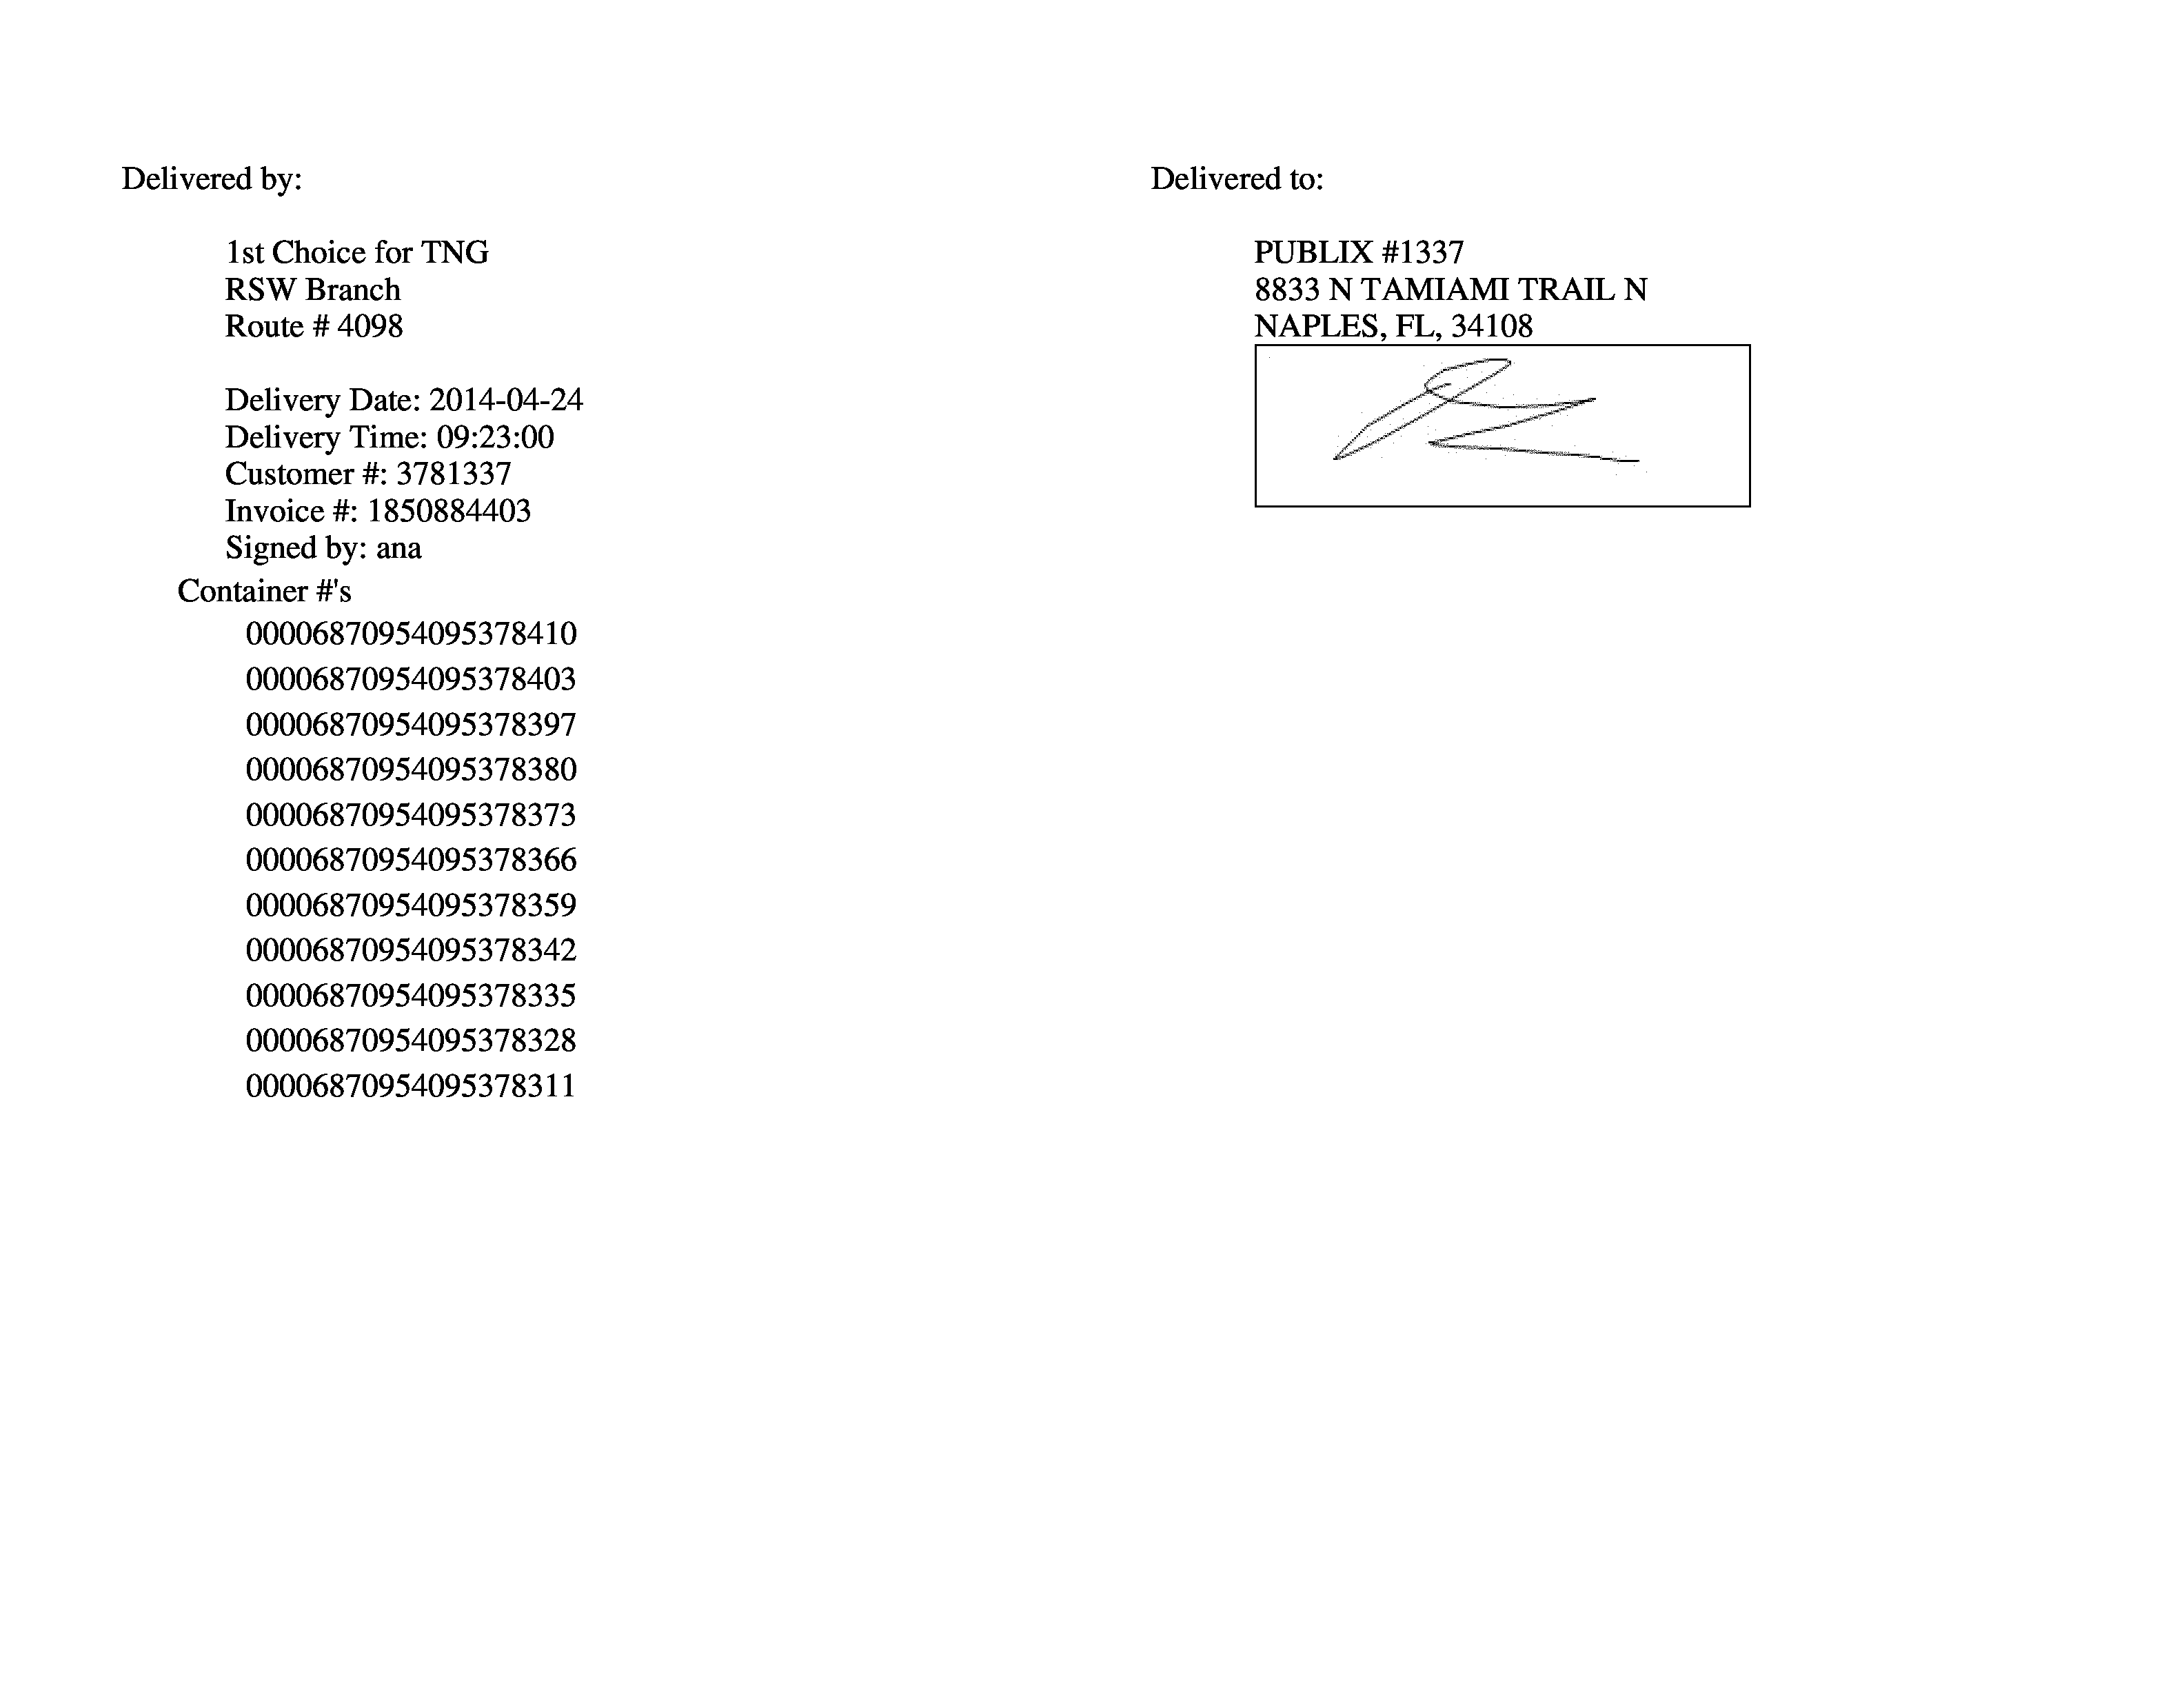 Delivered by:
1st Choice for TNG
RSW Branch
Route # 4098
Delivery Date: 2014-04-24
Delivery Time: 09:23:00
Customer #: 3781337
Invoice #: 1850884403
Signed by: ana
Container #'s
00006870954095378410
00006870954095378403
00006870954095378397
00006870954095378380
00006870954095378373
00006870954095378366
00006870954095378359
00006870954095378342
00006870954095378335
00006870954095378328
00006870954095378311
Delivered to:
PUBLIX #1337
8833 N TAMIAMI TRAIL N
NAPLES, FL, 34108